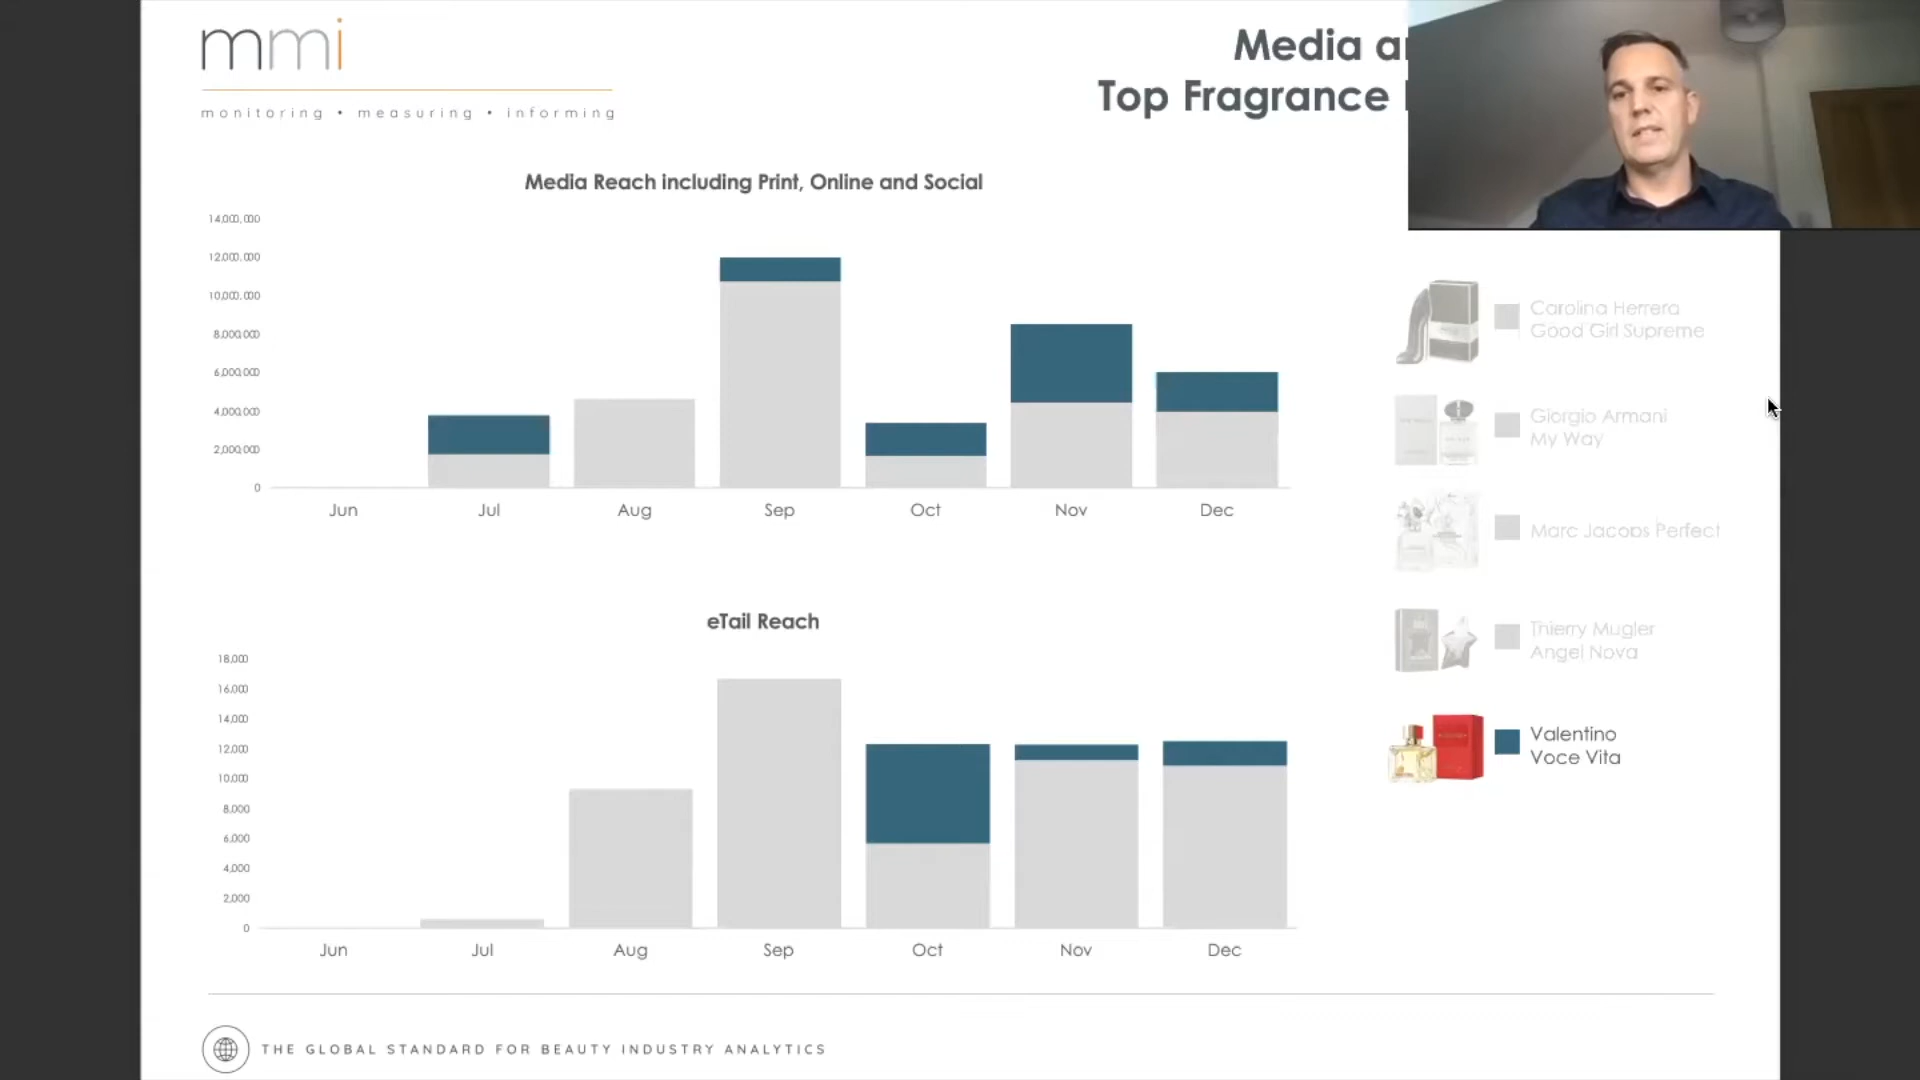 mmi
monitoring • measuring • informing
Media
Top Fragrance
Media Reach including Print, Online and Social
14,000,000
12,000,000
10,000,000
8,000,000
6,000,000
4,000,000
2,000,000
0
Jun Jul Aug Sep Oct Nov Dec
eTail Reach
18,000
16,000
14,000
12,000
10,000
8,000
6,000
4,000
2,000
0
Jun Jul Aug Sep Oct Nov Dec
Carolina Herrera
Good Girl Supreme
Giorgio Armani
My Way
Marc Jacobs Perfect
Thierry Mugler
Angel Nova
Valentino
Voce Vita
THE GLOBAL STANDARD FOR BEAUTY INDUSTRY ANALYTICS